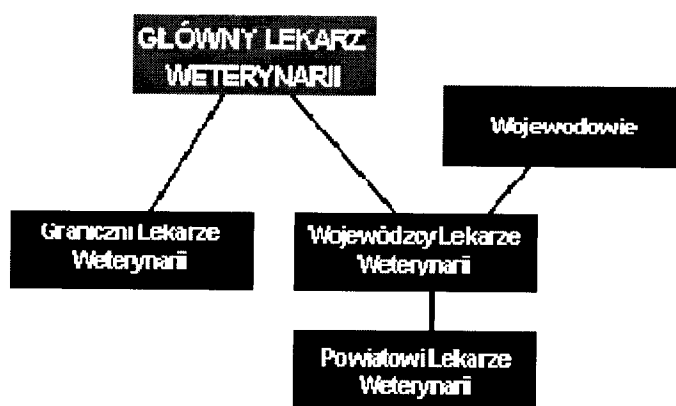 GŁÓWNY LEKARZ
WETERYNARII
Wojewodowie
Graniczni Lekarze
Weterynarii
Wojewódzcy Lekarze
Weterynarii
Powiatowi Lekarze
Weterynarii